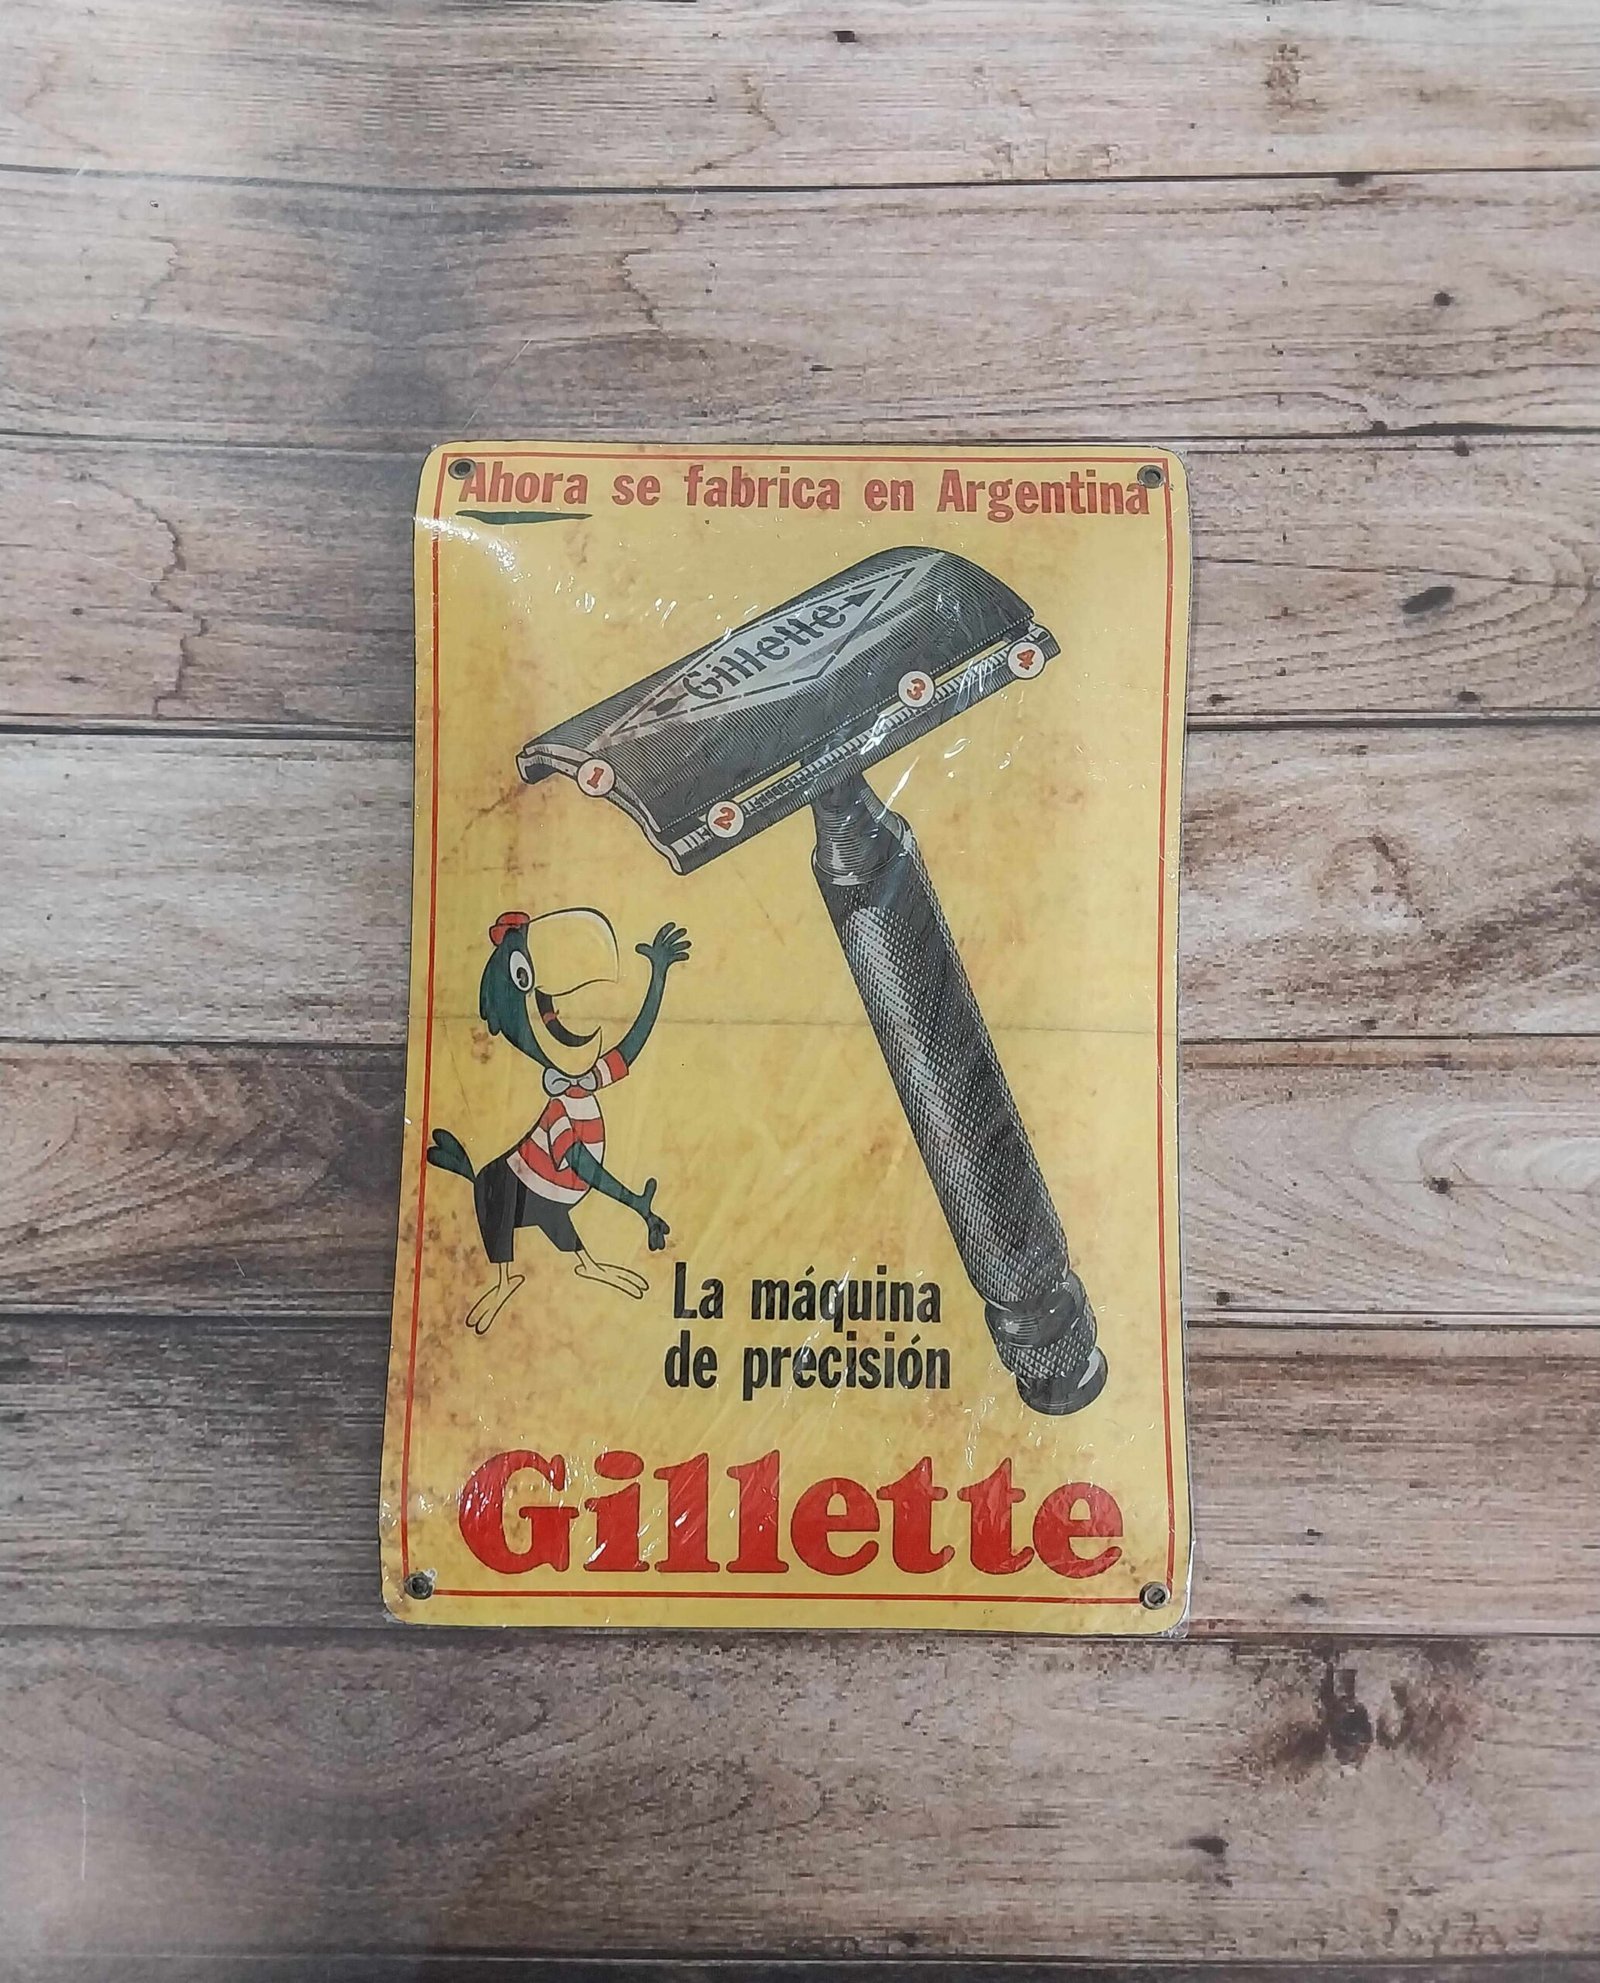 Ahora se fabrica en Argentina
Gillette
1
2
3
4
La máquina
de precisión
Gillette